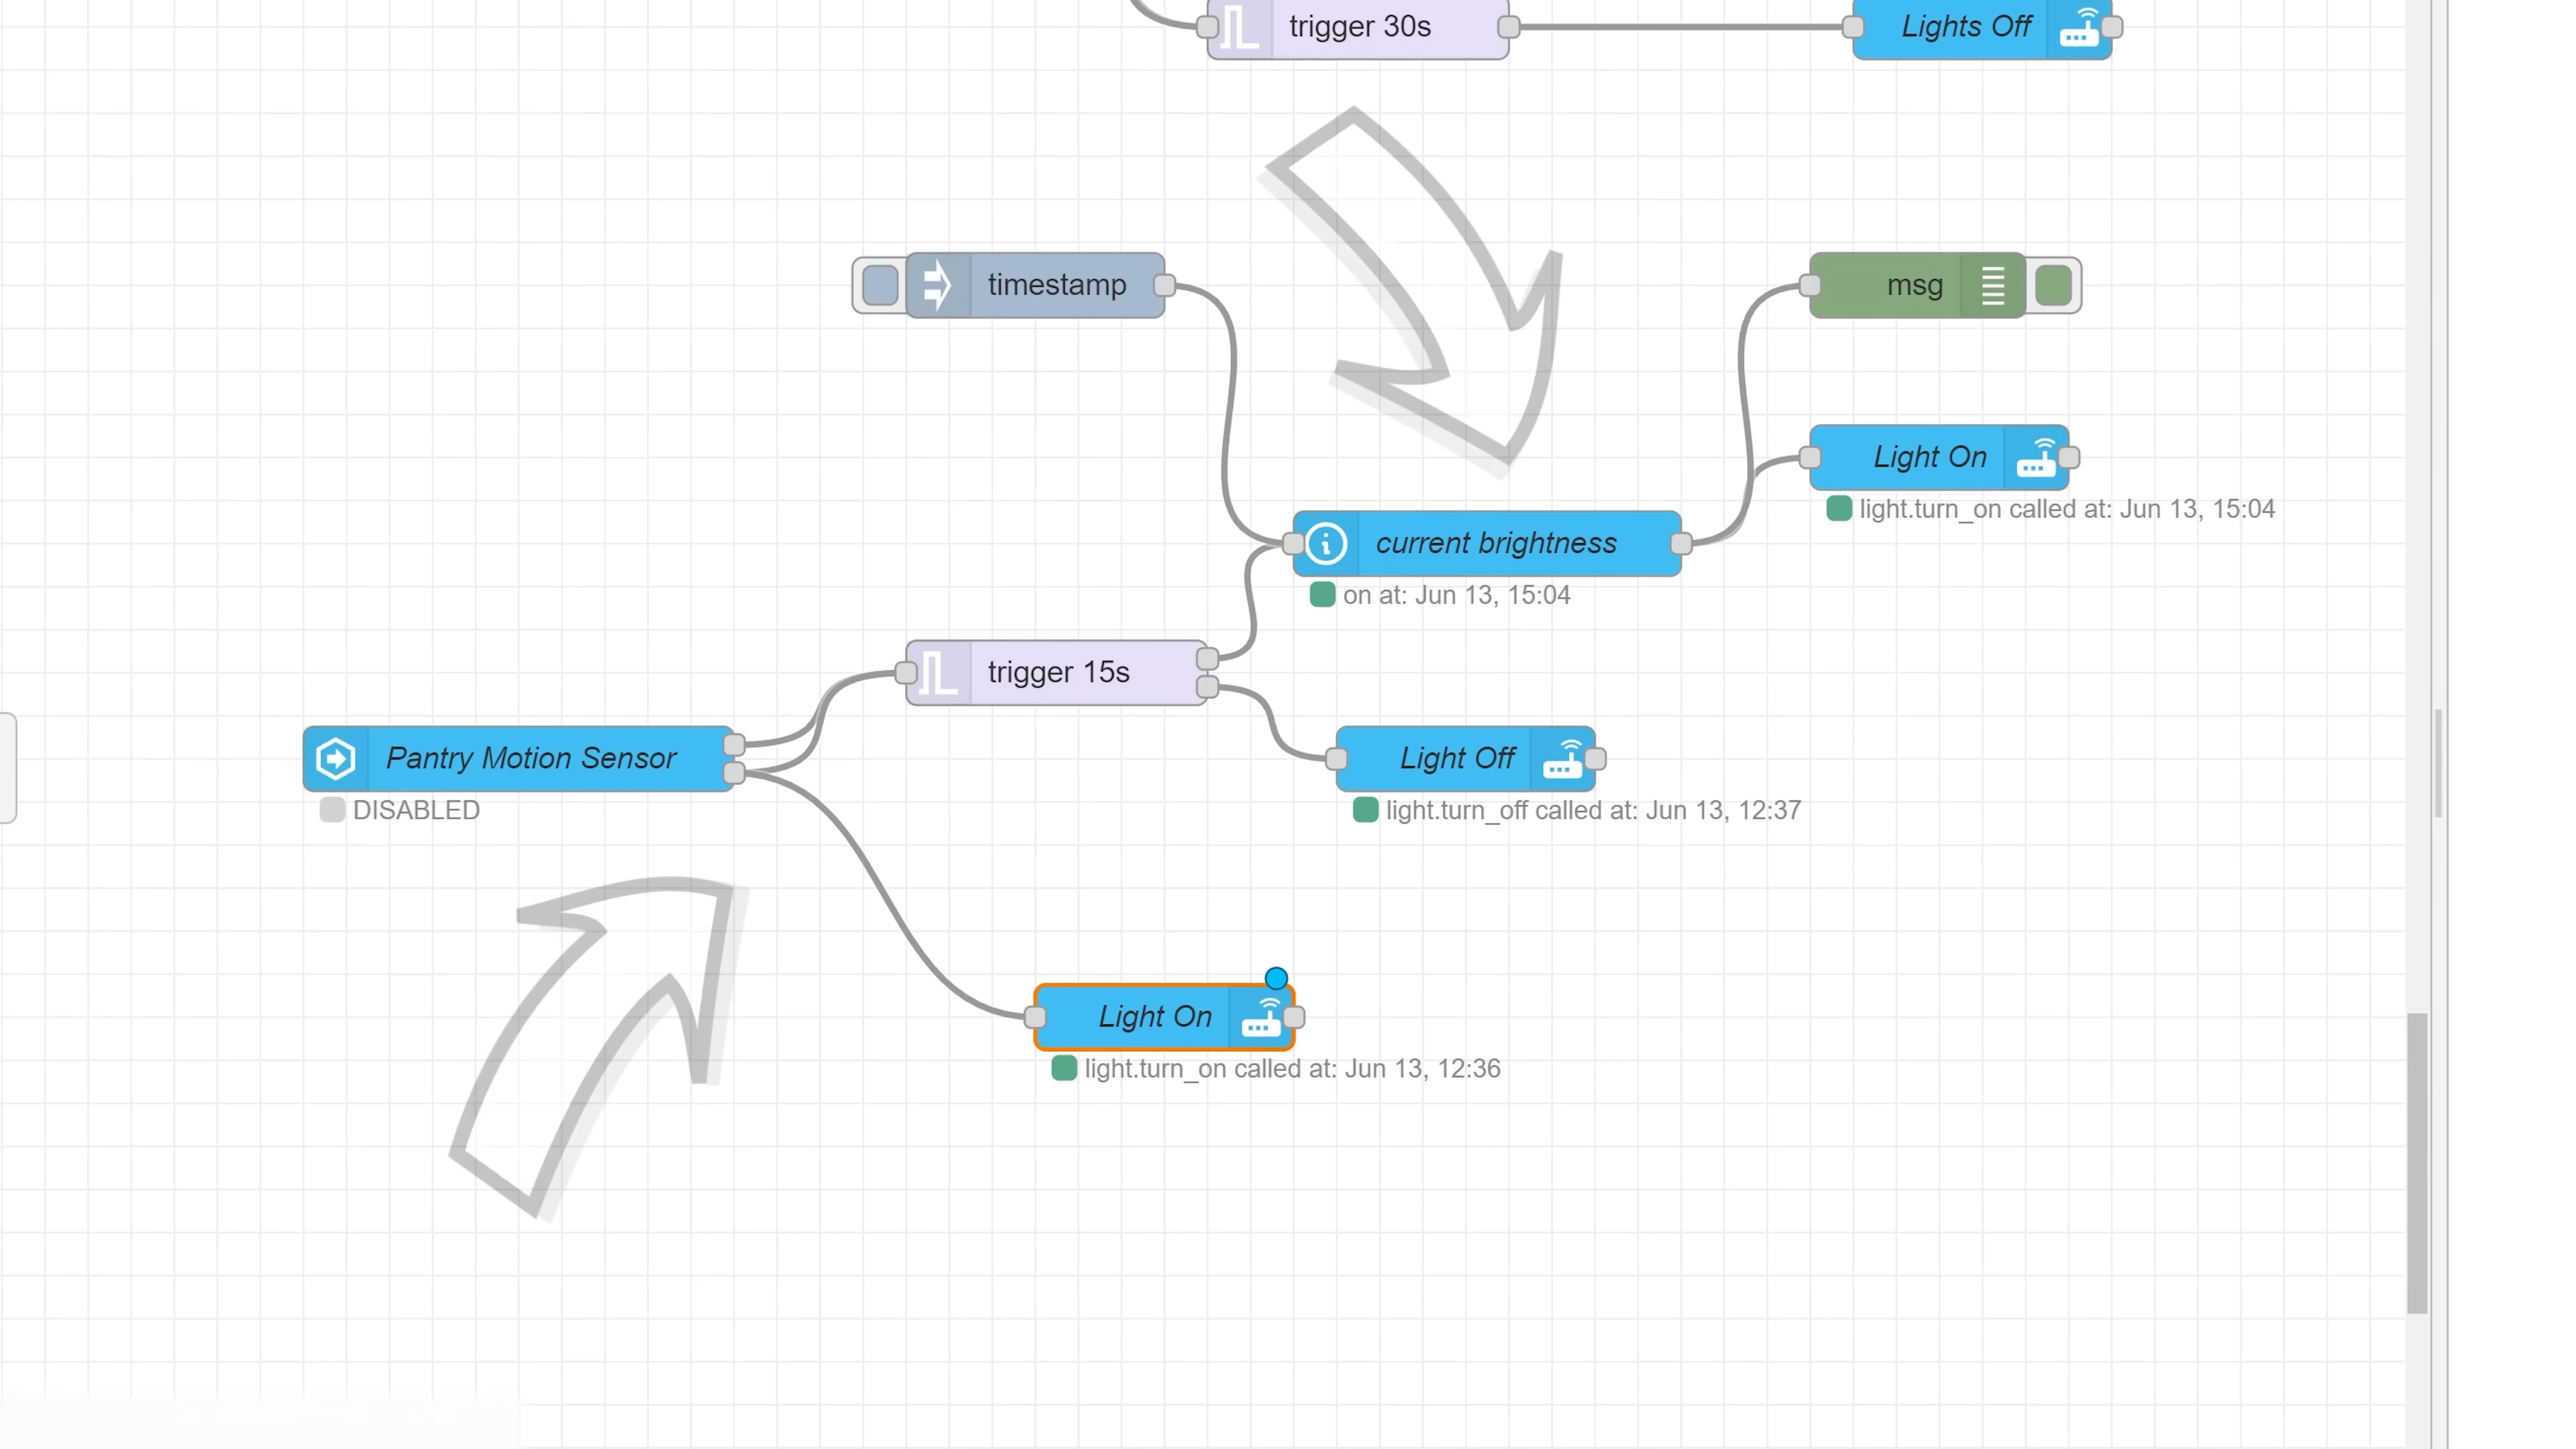 trigger 30s
Lights Off
timestamp
msg
Light On
light.turn_on called at: Jun 13, 15:04
current brightness
on at: Jun 13, 15:04
trigger 15s
Pantry Motion Sensor
DISABLED
Light Off
light.turn_off called at: Jun 13, 12:37
Light On
light.turn_on called at: Jun 13, 12:36